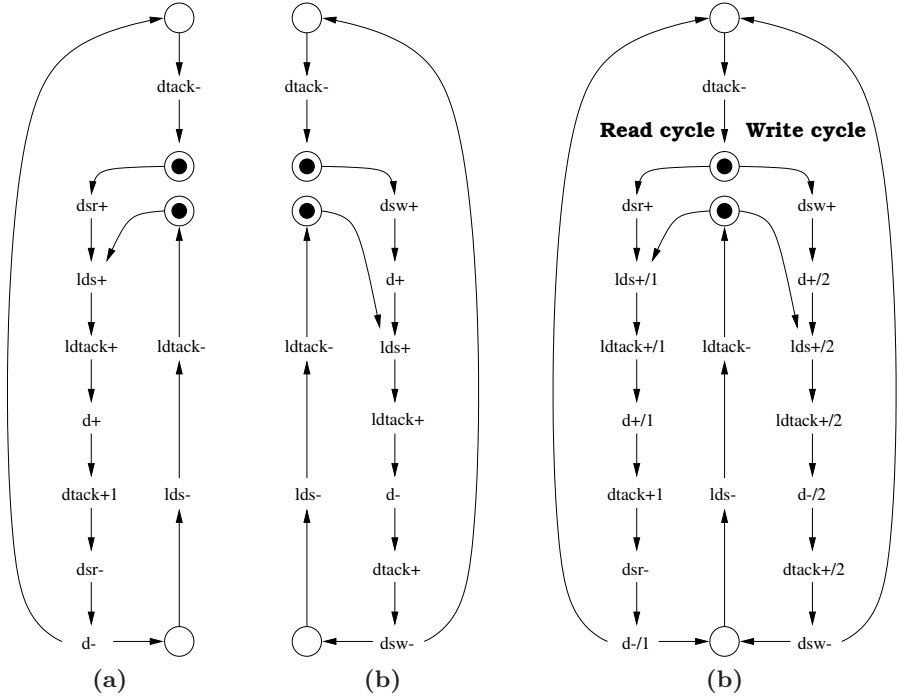 dtack-
dsr+
lds+
ldtack+
ldtack-
d+
dtack+1
lds-
dsr-
d-
(a)
dtack-
dsw+
d+
ldtack-
lds+
ldtack+
lds-
d-
dtack+
dsw-
(b)
dtack-
Read cycle
Write cycle
dsr+
dsw+
lds+/1
d+/2
ldtack+/1
ldtack-
lds+/2
d+/1
ldtack+/2
dtack+1
lds-
d-/2
dsr-
dtack+/2
d-/1
dsw-
(b)